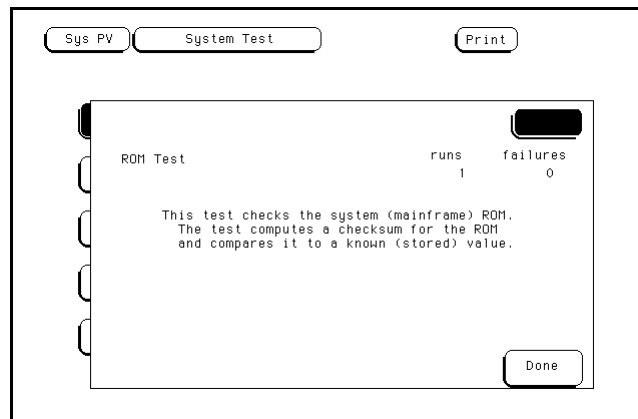 Sys PV System Test Print
ROM Test runs failures
1 0
This test checks the system (mainframe) ROM.
The test computes a checksum for the ROM
and compares it to a known (stored) value.
Done